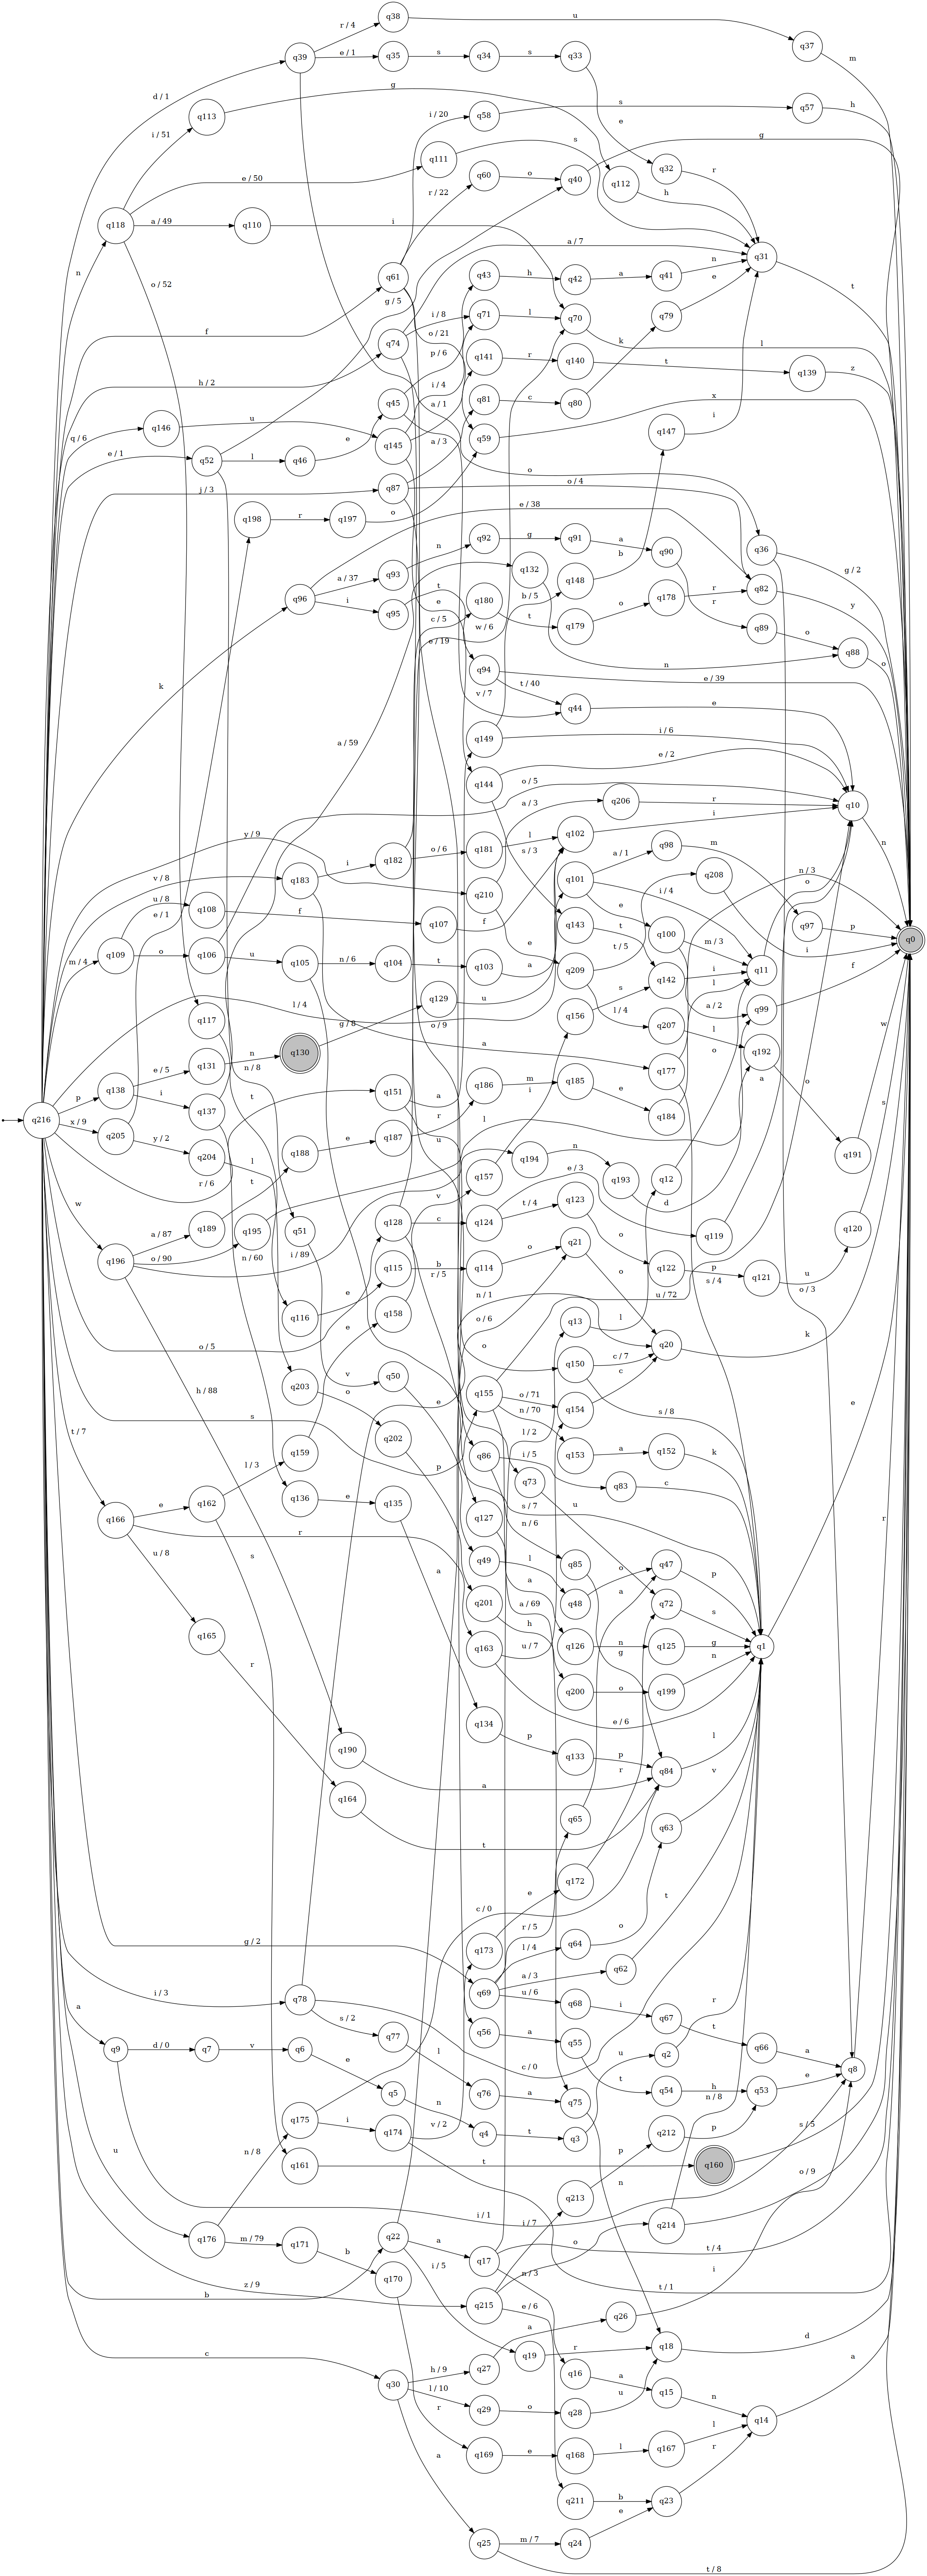 q38
u
r / 4
q37
q39
e / 1
q35
s
q34
s
q33
m
d / 1
i / 51
q113
g
i / 20
q58
s
q57
h
e
g
e / 50
q111
s
q32
r
q118
a / 49
q110
i
r / 22
q60
o
q40
q112
h
n
o / 52
q61
a / 7
q31
g / 5
q43
h
q42
a
q41
n
t
f
i / 8
q71
l
q70
q79
e
h / 2
q74
o / 21
p / 6
q141
r
q140
t
q139
k
l
z
i / 4
a / 1
q81
c
q80
x
q6
q / 6
q146
u
q145
q45
a / 3
q59
q147
i
e / 1
q52
l
q46
e
o
q36
j / 3
q87
o / 4
q198
r
q197
o
e / 38
q92
g
q91
a
q90
g / 2
q96
a / 37
q93
n
q132
b / 5
q148
b
q82
y
i
q95
t
e
q180
t
q179
o
q178
r
r
q89
o
q88
o
c / 5
w / 6
e / 19
q94
t / 40
n
e / 39
k
a / 59
v / 7
q44
e
q149
i / 6
q144
e / 2
o / 5
a / 3
q206
r
q10
y / 9
q183
i
q182
o / 6
q181
l
q102
i
n
v / 8
u / 8
q108
f
q107
s / 3
q101
a / 1
q98
m
e / 1
q210
f
e
i / 4
q208
n / 3
o
q97
p
m / 4
q109
o
q106
u
q105
n / 6
q104
t
q103
a
q143
t
q100
m / 3
q11
i
q0
l / 4
q129
u
q209
t / 5
q142
i
l
f
g / 8
s
q156
l / 4
a / 2
q99
q117
o / 9
q207
l
o
q130
n
n / 8
a
q192
w
q131
e / 5
q138
p
i
q137
t
q151
q186
m
i
q185
e
q177
q184
a
o
q216
x / 9
q205
y / 2
q204
l
r / 6
q188
e
q187
r
a
u
l
q194
n
q193
d
q191
s
t
q157
e / 3
q12
w
q196
a / 87
q189
q195
o / 90
n / 60
i / 89
q51
q128
c
q124
t / 4
q123
o
q119
q120
v
q21
o
q122
p
q121
u
q115
b
r / 5
q114
o
s / 4
o / 3
q158
n / 1
o / 6
u / 72
q116
e
e
q13
l
o / 5
o
q20
k
q150
c / 7
h / 88
q203
o
v
q50
e
q155
o / 71
q154
c
s / 8
e
s
n / 70
l / 2
t / 7
q202
q153
a
q152
k
q159
p
q86
i / 5
q73
q83
c
r
l / 3
q162
e
q136
e
q135
s / 7
u
q166
r
q127
n / 6
u / 8
s
q49
l
q85
o
q47
p
a
a
q201
a / 69
q48
a
q72
s
q165
r
h
q163
u / 7
q126
n
q125
g
q1
g
q200
o
q199
n
q134
e / 6
p
q190
q133
p
a
r
q84
l
q164
t
q65
q63
v
q172
c / 0
e
t
r / 5
o
g / 2
q173
l / 4
q64
q69
a / 3
q62
i / 3
q78
u / 6
q68
i
q67
r
s / 2
t
q56
a
q77
l
q55
u
q66
a
a
q9
d / 0
q7
v
q6
e
c / 0
q2
q8
t
q5
n
q76
a
q75
q54
h
q53
e
n / 8
q175
i
q174
v / 2
q4
t
q3
q212
p
s / 5
n / 8
u
q161
t
p
q160
n
q213
o / 9
i / 1
i / 7
q214
q176
m / 79
q171
q22
a
q17
o
t / 4
b
i / 5
n / 3
i
t / 1
z / 9
q170
b
q215
e / 6
a
q26
c
q19
r
q18
d
h / 9
q27
a
q30
l / 10
q16
a
q15
n
u
r
q29
o
q28
q14
l
a
q169
e
q168
l
q167
r
q211
b
q23
e
q25
m / 7
q24
t / 8